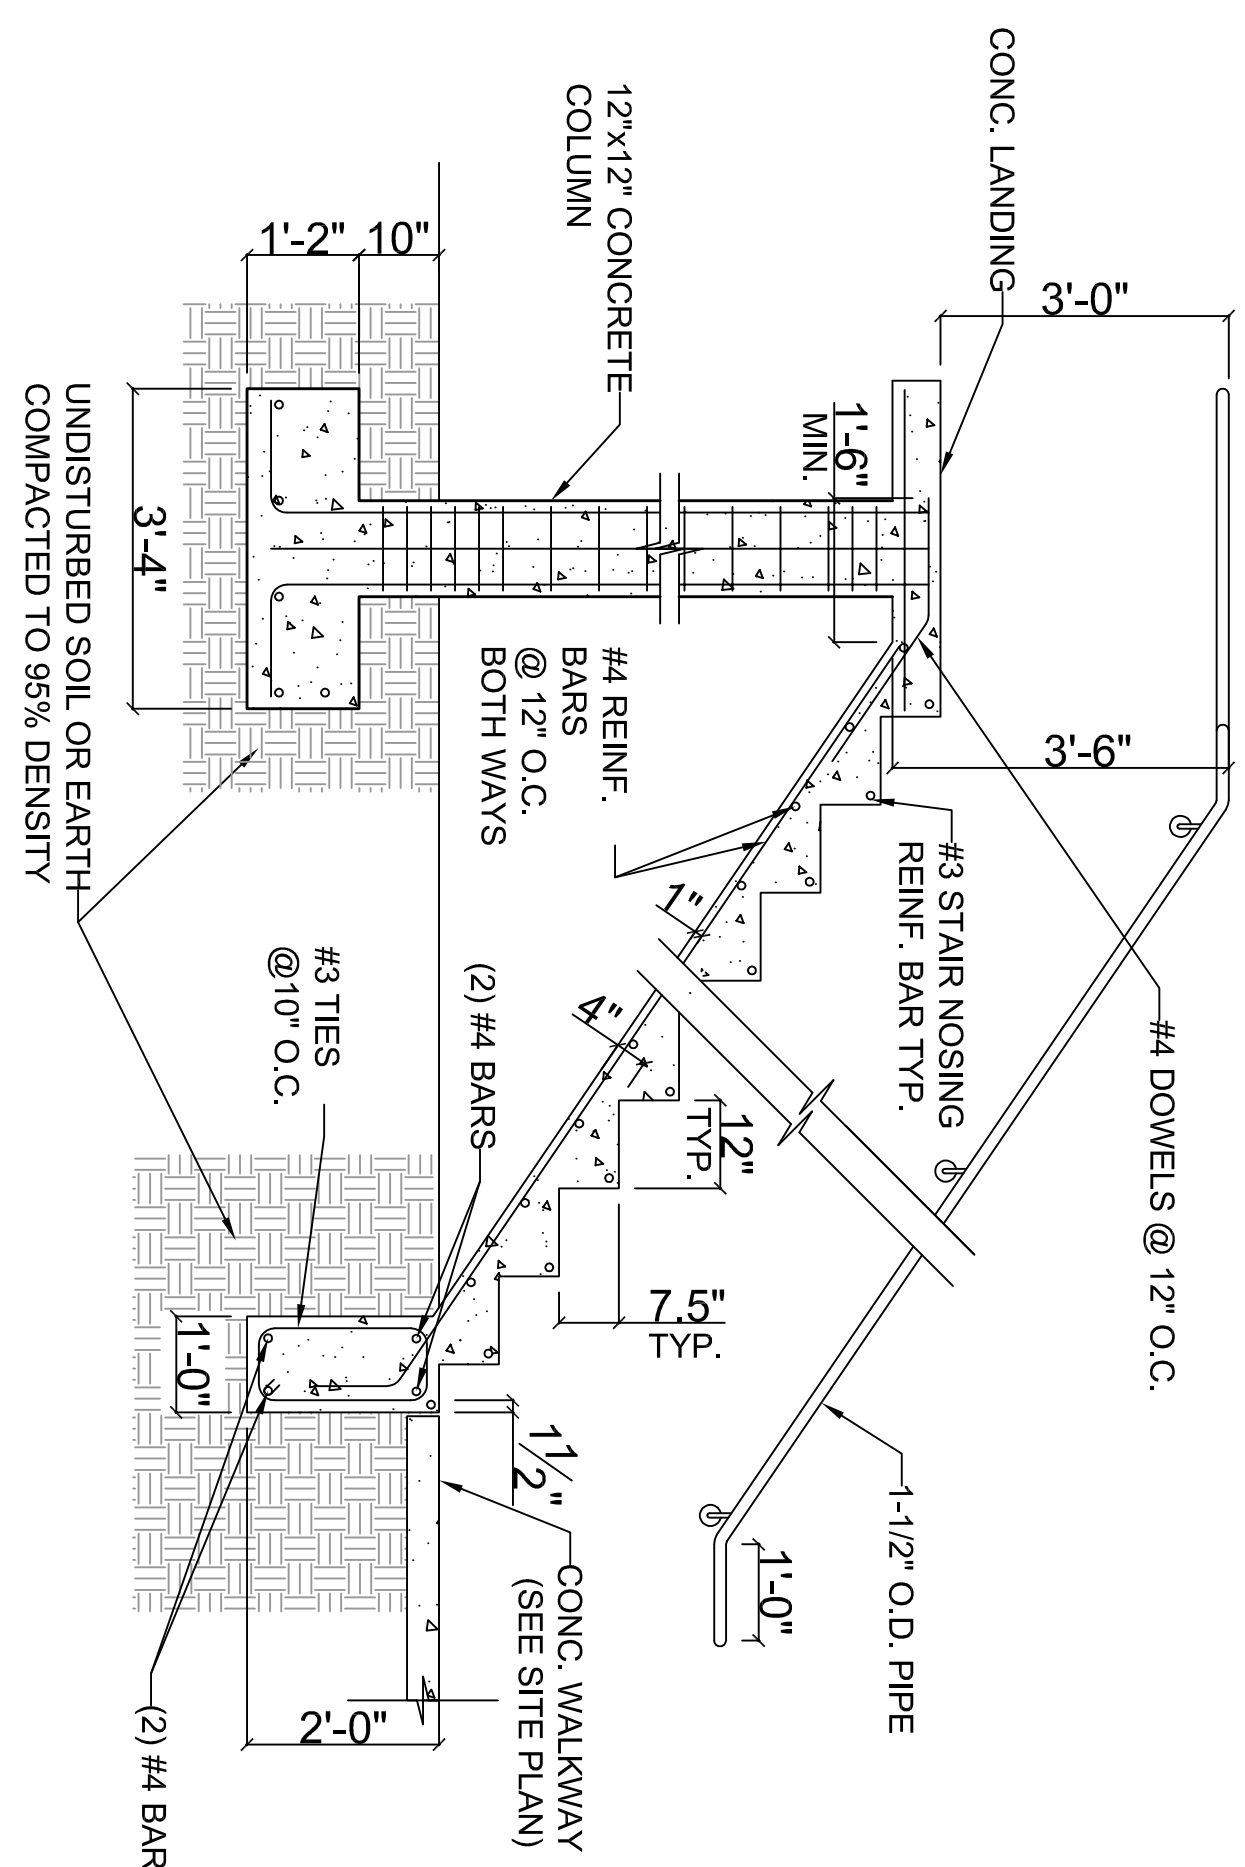 CONC. LANDING
3'-0"
12"x12" CONCRETE
COLUMN
1'-2"
10"
1'-6"
MIN.
3'-6"
UNDISTURBED SOIL OR EARTH
COMPACTED TO 95% DENSITY
3'-4"
#4 REINF.
BARS
@ 12" O.C.
BOTH WAYS
#3 STAIR NOSING
REINF. BAR TYP.
#4 DOWELS @ 12" O.C.
1"
4"
#3 TIES
@10" O.C.
(2) #4 BARS
12"
TYP.
7.5"
TYP.
1'-0"
1 1/2"
1-1/2" O.D. PIPE
1'-0"
CONC. WALKWAY
(SEE SITE PLAN)
2'-0"
(2) #4 BAR